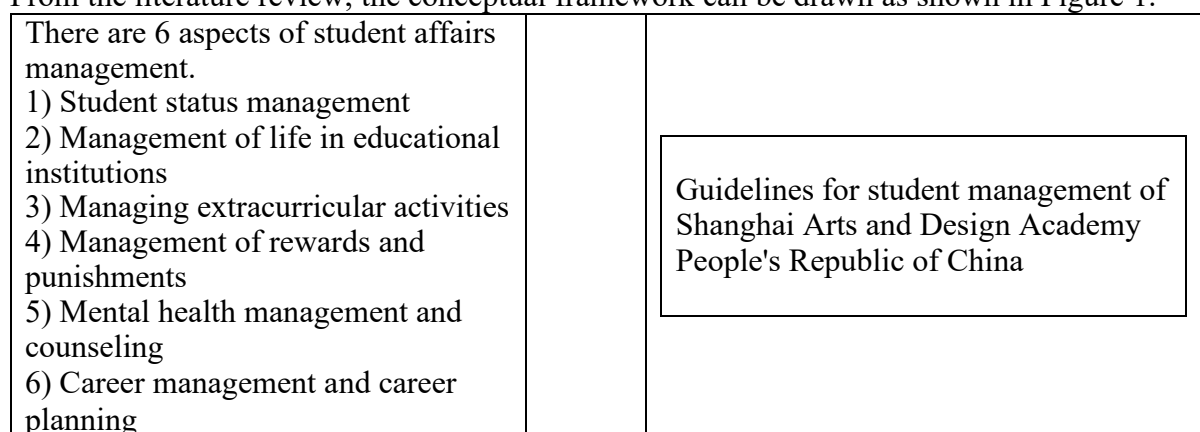 From the literature review, the conceptual framework can be drawn as shown in Figure 1.
There are 6 aspects of student affairs
management.
1) Student status management
2) Management of life in educational
institutions
3) Managing extracurricular activities
4) Management of rewards and
punishments
5) Mental health management and
counseling
6) Career management and career
planning
Guidelines for student management of
Shanghai Arts and Design Academy
People's Republic of China